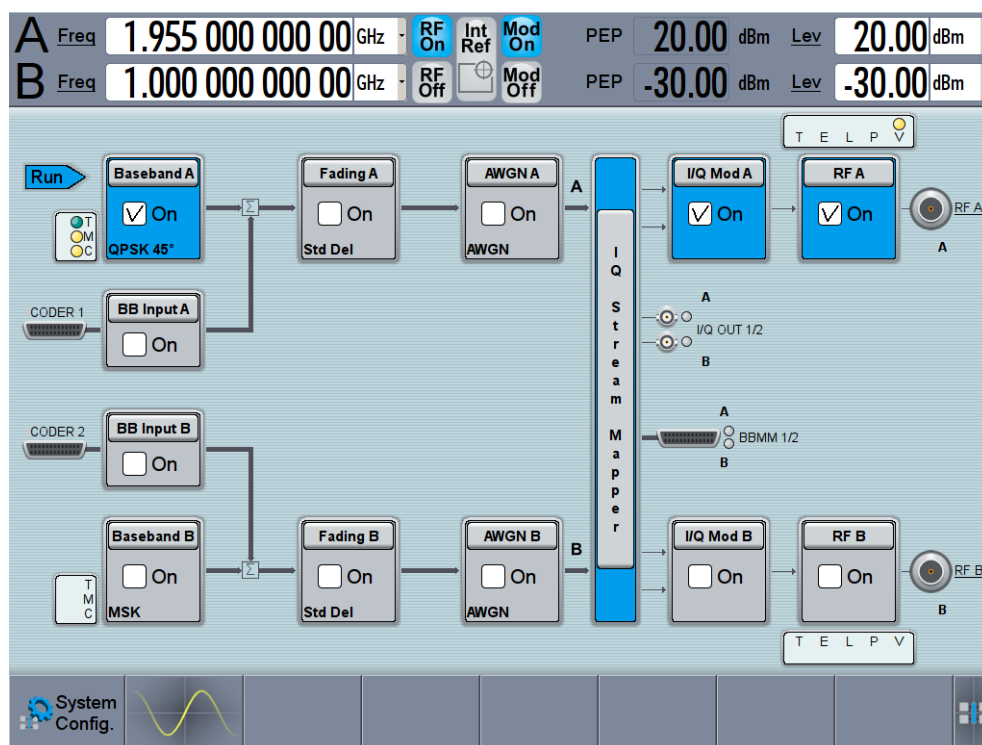 A Freq 1.955 000 000 00 GHz RF On Int Ref Mod On PEP 20.00 dBm Lev 20.00 dBm
B Freq 1.000 000 000 00 GHz RF Off Mod Off PEP -30.00 dBm Lev -30.00 dBm
T E L P V
Run
Baseband A
On
QPSK 45°
T
M
C
Σ
Fading A
On
Std Del
AWGN A
On
AWGN
A
I/Q Mod A
On
RF A
On
RF A
A
CODER 1
BB Input A
On
I Q Stream Mapper
A
I/Q OUT 1/2
B
CODER 2
BB Input B
On
A
BBMM 1/2
B
Baseband B
On
MSK
T
M
C
Σ
Fading B
On
Std Del
AWGN B
On
AWGN
B
I/Q Mod B
On
RF B
On
RF B
B
T E L P V
System
Config.